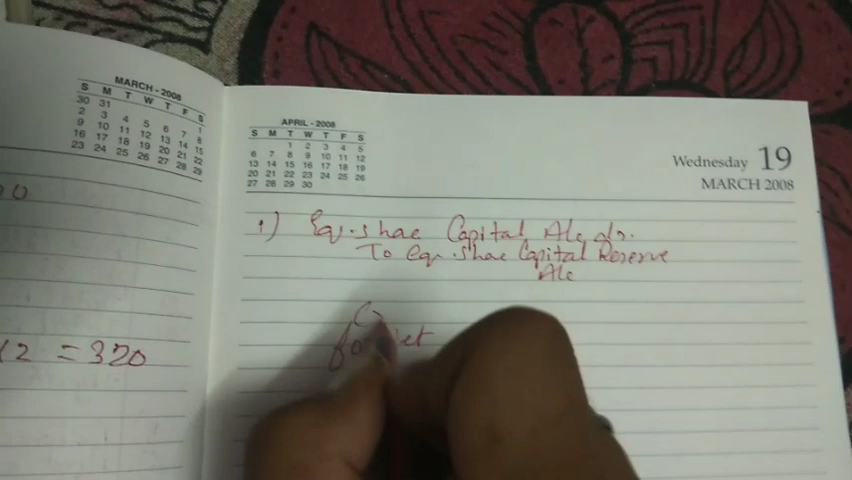 MARCH - 2008
S M T W T F S
30 31 1
2 3 4 5 6 7 8
9 10 11 12 13 14 15
16 17 18 19 20 21 22
23 24 25 26 27 28 29
APRIL - 2008
S M T W T F S
1 2 3 4 5
6 7 8 9 10 11 12
13 14 15 16 17 18 19
20 21 22 23 24 25 26
27 28 29 30
Wednesday 19
MARCH 2008
1) Eq. shae Capital A/c dr.
To eq. shae Capital Reserve
A/c
2 = 320